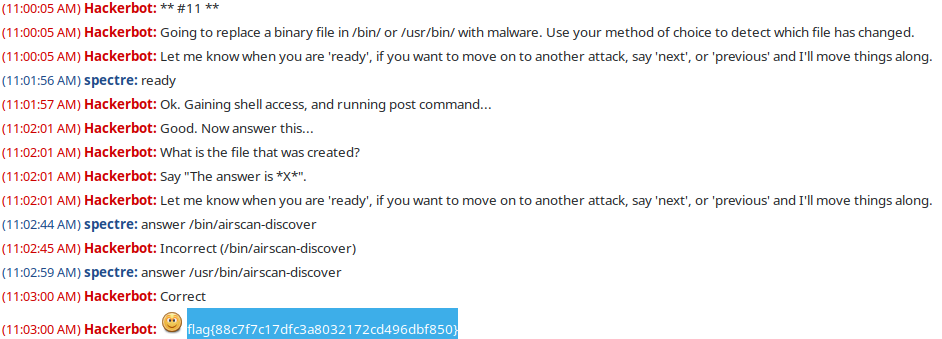 (11:00:05 AM) Hackerbot: ** #11 **
(11:00:05 AM) Hackerbot: Going to replace a binary file in /bin/ or /usr/bin/ with malware. Use your method of choice to detect which file has changed.
(11:00:05 AM) Hackerbot: Let me know when you are 'ready', if you want to move on to another attack, say 'next', or 'previous' and I'll move things along.
(11:01:56 AM) spectre: ready
(11:01:57 AM) Hackerbot: Ok. Gaining shell access, and running post command...
(11:02:01 AM) Hackerbot: Good. Now answer this...
(11:02:01 AM) Hackerbot: What is the file that was created?
(11:02:01 AM) Hackerbot: Say "The answer is *X*".
(11:02:01 AM) Hackerbot: Let me know when you are 'ready', if you want to move on to another attack, say 'next', or 'previous' and I'll move things along.
(11:02:44 AM) spectre: answer /bin/airscan-discover
(11:02:45 AM) Hackerbot: Incorrect (/bin/airscan-discover)
(11:02:59 AM) spectre: answer /usr/bin/airscan-discover
(11:03:00 AM) Hackerbot: Correct
(11:03:00 AM) Hackerbot: flag{88c7f7c17dfc3a8032172cd496dbf850}